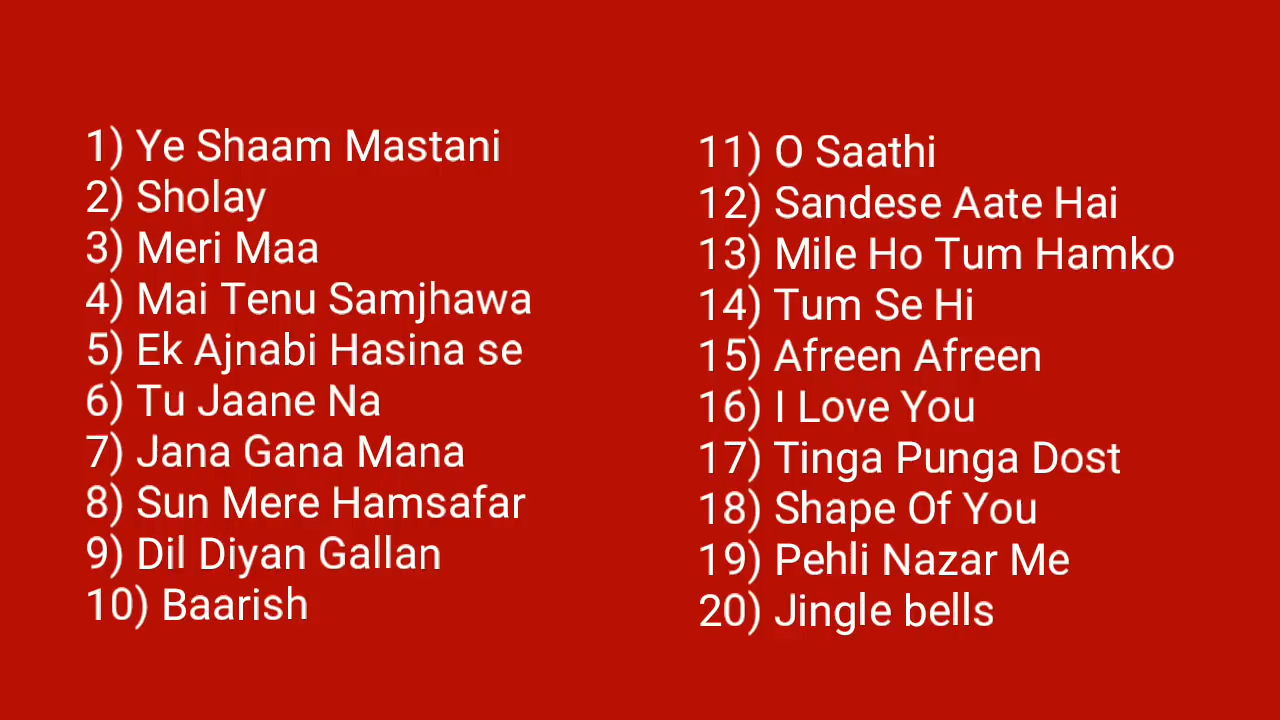 1) Ye Shaam Mastani
2) Sholay
3) Meri Maa
4) Mai Tenu Samjhawa
5) Ek Ajnabi Hasina se
6) Tu Jaane Na
7) Jana Gana Mana
8) Sun Mere Hamsafar
9) Dil Diyan Gallan
10) Baarish
11) O Saathi
12) Sandese Aate Hai
13) Mile Ho Tum Hamko
14) Tum Se Hi
15) Afreen Afreen
16) I Love You
17) Tinga Punga Dost
18) Shape Of You
19) Pehli Nazar Me
20) Jingle bells